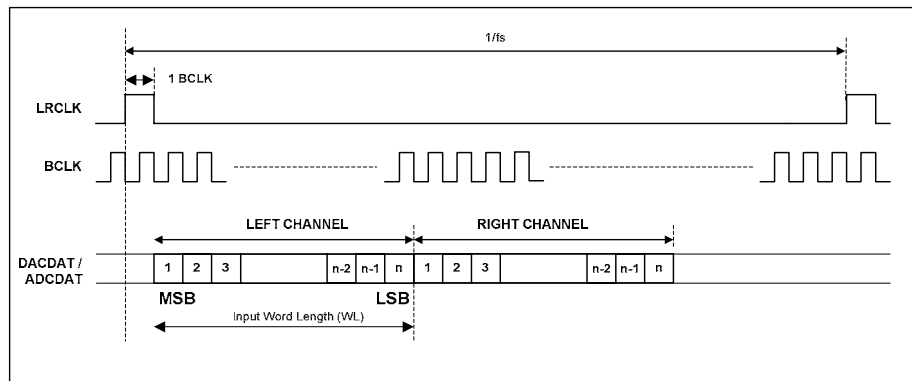 1/fs
1 BCLK
LRCLK
BCLK
LEFT CHANNEL
RIGHT CHANNEL
DACDAT /
ADCDAT
1 2 3 n-2 n-1 n 1 2 3 n-2 n-1 n
MSB LSB
Input Word Length (WL)